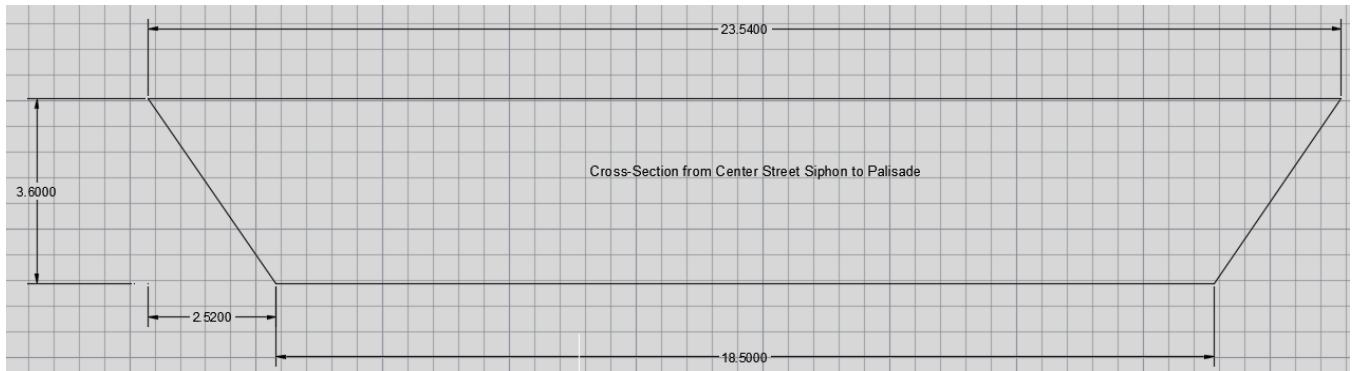 23.5400
Cross-Section from Center Street Siphon to Palisade
3.6000
2.5200
18.5000